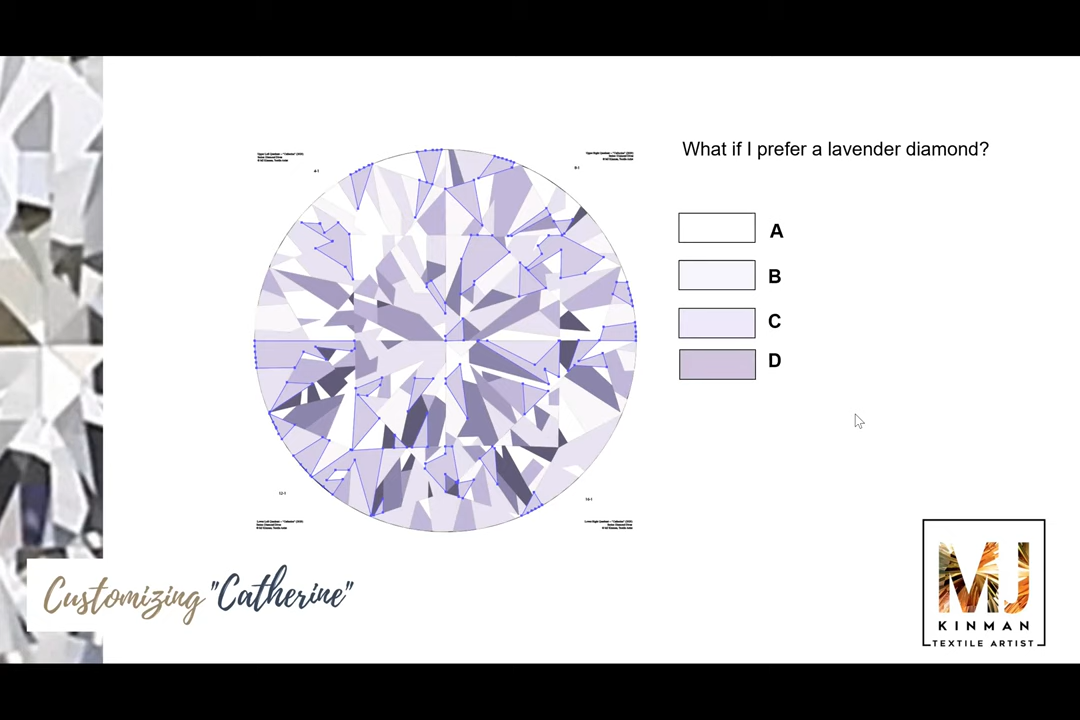 What if I prefer a lavender diamond?
A
B
C
D
Customizing "Catherine"
MJ
KINMAN
TEXTILE ARTIST